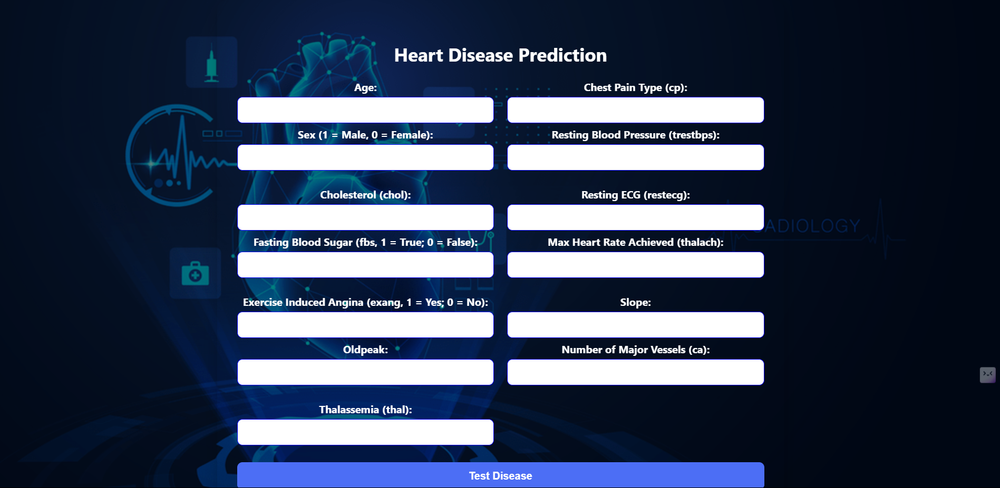 Heart Disease Prediction
Age:
Chest Pain Type (cp):
Sex (1 = Male, 0 = Female):
Resting Blood Pressure (trestbps):
Cholesterol (chol):
Resting ECG (restecg):
Fasting Blood Sugar (fbs, 1 = True; 0 = False):
Max Heart Rate Achieved (thalach):
ADIOLOGY
Exercise Induced Angina (exang, 1 = Yes; 0 = No):
Slope:
Oldpeak:
Number of Major Vessels (ca):
Thalassemia (thal):
Test Disease